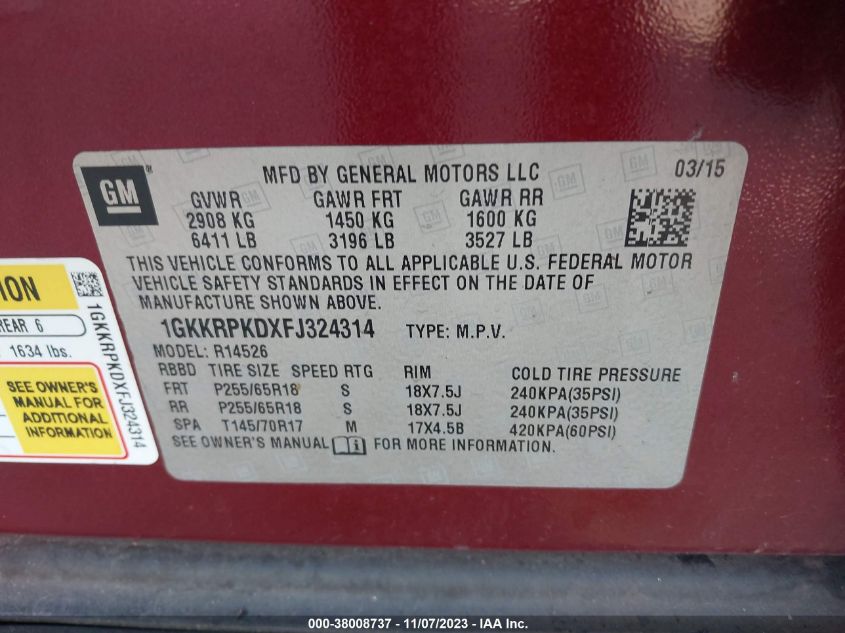 GM
MFD BY GENERAL MOTORS LLC 03/15
GVWR GAWR FRT GAWR RR
2908 KG 1450 KG 1600 KG
6411 LB 3196 LB 3527 LB
THIS VEHICLE CONFORMS TO ALL APPLICABLE U.S. FEDERAL MOTOR
VEHICLE SAFETY STANDARDS IN EFFECT ON THE DATE OF
MANUFACTURE SHOWN ABOVE.
1GKKRPKDXFJ324314 TYPE: M.P.V.
MODEL: R14526
RBBD TIRE SIZE SPEED RTG RIM COLD TIRE PRESSURE
FRT P255/65R18 S 18X7.5J 240KPA(35PSI)
RR P255/65R18 S 18X7.5J 240KPA(35PSI)
SPA T145/70R17 M 17X4.5B 420KPA(60PSI)
SEE OWNER'S MANUAL FOR MORE INFORMATION.
ION
REAR 6
1634 lbs.
SEE OWNER'S
MANUAL FOR
ADDITIONAL
INFORMATION
1GKKRPKDXFJ324314
000-38008737 - 11/07/2023 - IAA Inc.